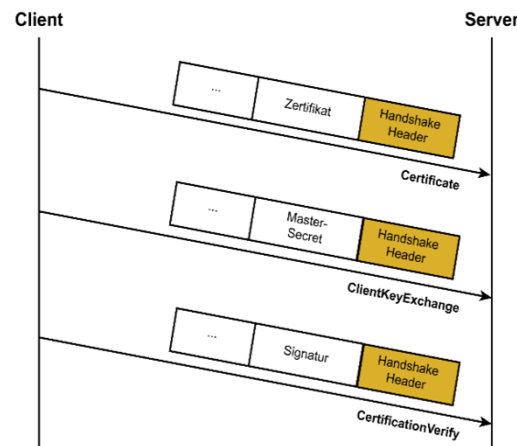 Client
Server
...
Zertifikat
Handshake
Header
Certificate
...
Master-
Secret
Handshake
Header
ClientKeyExchange
...
Signatur
Handshake
Header
CertificationVerify